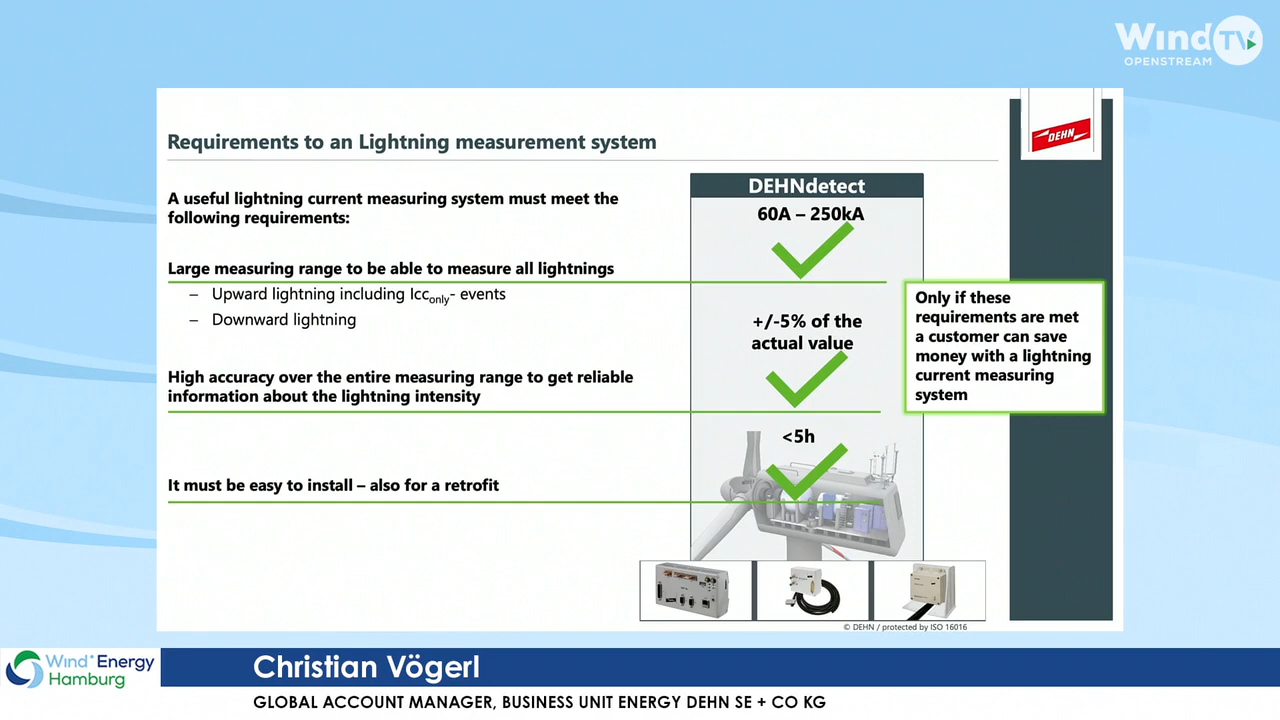 Wind TV
OPENSTREAM
Requirements to an Lightning measurement system
DEHN
A useful lightning current measuring system must meet the
following requirements:
Large measuring range to be able to measure all lightnings
– Upward lightning including Icconly- events
– Downward lightning
High accuracy over the entire measuring range to get reliable
information about the lightning intensity
It must be easy to install – also for a retrofit
DEHNdetect
60A – 250kA
+/-5% of the
actual value
<5h
Only if these
requirements are met
a customer can save
money with a lightning
current measuring
system
© DEHN / protected by ISO 16016
Wind Energy
Hamburg
Christian Vögerl
GLOBAL ACCOUNT MANAGER, BUSINESS UNIT ENERGY DEHN SE + CO KG